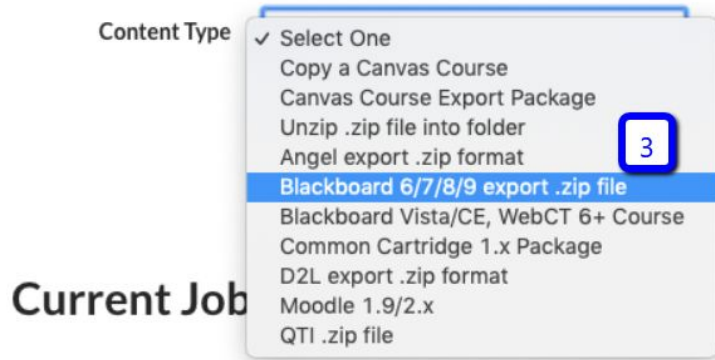 Content Type
✓ Select One
Copy a Canvas Course
Canvas Course Export Package
Unzip .zip file into folder
Angel export .zip format
3
Blackboard 6/7/8/9 export .zip file
Blackboard Vista/CE, WebCT 6+ Course
Common Cartridge 1.x Package
D2L export .zip format
Current Job
Moodle 1.9/2.x
QTI .zip file